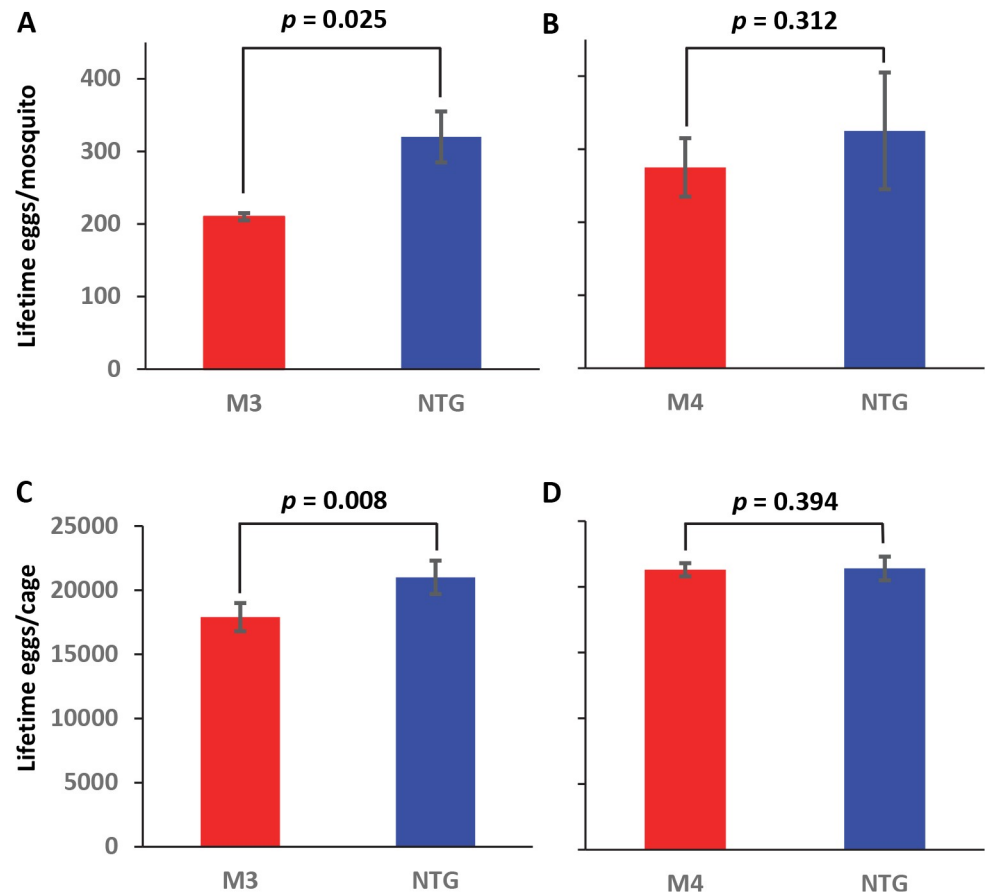 A
p = 0.025
B
p = 0.312
Lifetime eggs/mosquito
400
300
200
100
0
M3
NTG
M4
NTG
C
p = 0.008
D
p = 0.394
Lifetime eggs/cage
25000
20000
15000
10000
5000
0
M3
NTG
M4
NTG